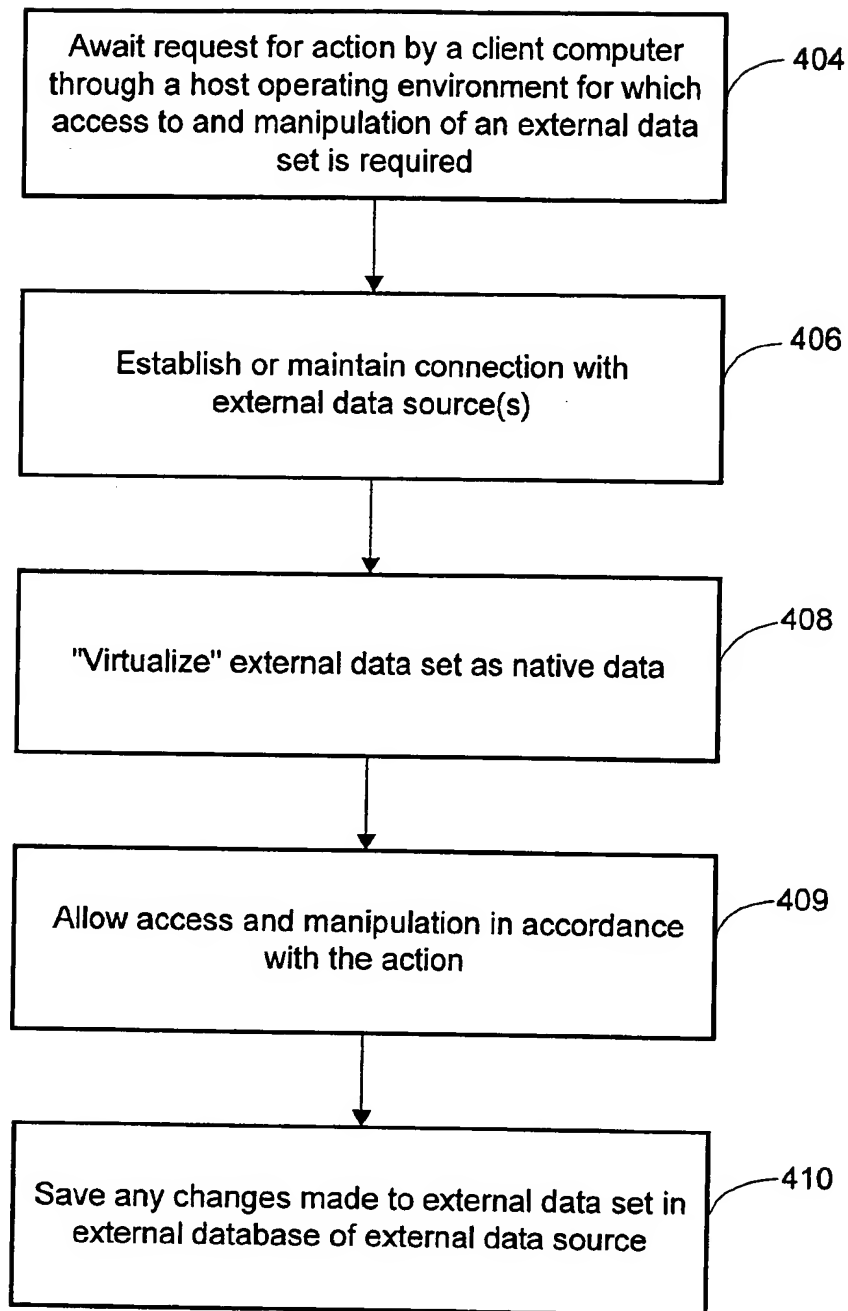 Await request for action by a client computer
through a host operating environment for which
access to and manipulation of an external data
set is required
404
Establish or maintain connection with
external data source(s)
406
"Virtualize" external data set as native data
408
Allow access and manipulation in accordance
with the action
409
Save any changes made to external data set in
external database of external data source
410